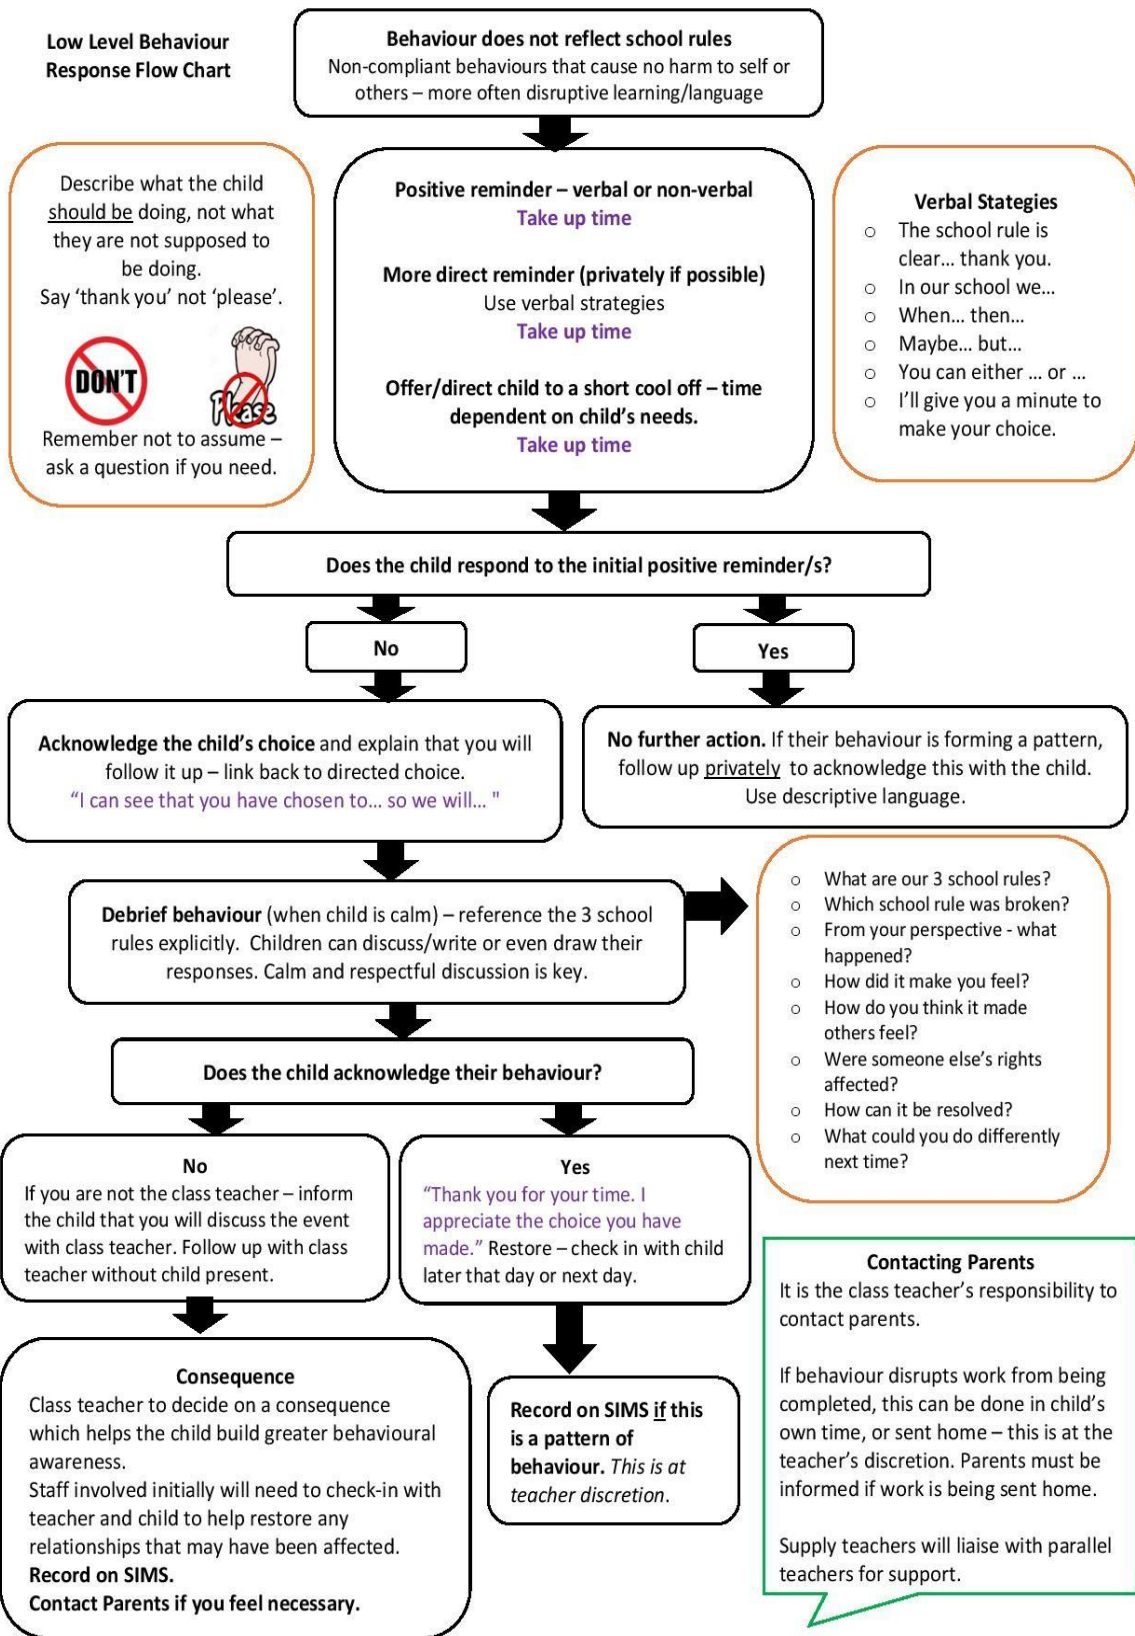 Low Level Behaviour
Response Flow Chart
Behaviour does not reflect school rules
Non-compliant behaviours that cause no harm to self or
others – more often disruptive learning/language
Describe what the child
should be doing, not what
they are not supposed to
be doing.
Say ‘thank you’ not ‘please’.
DON'T
Please
Remember not to assume –
ask a question if you need.
Positive reminder – verbal or non-verbal
Take up time
More direct reminder (privately if possible)
Use verbal strategies
Take up time
Offer/direct child to a short cool off – time
dependent on child’s needs.
Take up time
Verbal Stategies
o The school rule is
clear… thank you.
o In our school we…
o When… then…
o Maybe… but…
o You can either … or …
o I’ll give you a minute to
make your choice.
Does the child respond to the initial positive reminder/s?
No
Yes
Acknowledge the child’s choice and explain that you will
follow it up – link back to directed choice.
“I can see that you have chosen to… so we will… "
No further action. If their behaviour is forming a pattern,
follow up privately to acknowledge this with the child.
Use descriptive language.
Debrief behaviour (when child is calm) – reference the 3 school
rules explicitly. Children can discuss/write or even draw their
responses. Calm and respectful discussion is key.
o What are our 3 school rules?
o Which school rule was broken?
o From your perspective - what
happened?
o How did it make you feel?
o How do you think it made
others feel?
o Were someone else’s rights
affected?
o How can it be resolved?
o What could you do differently
next time?
Does the child acknowledge their behaviour?
No
If you are not the class teacher – inform
the child that you will discuss the event
with class teacher. Follow up with class
teacher without child present.
Yes
“Thank you for your time. I
appreciate the choice you have
made.” Restore – check in with child
later that day or next day.
Consequence
Class teacher to decide on a consequence
which helps the child build greater behavioural
awareness.
Staff involved initially will need to check-in with
teacher and child to help restore any
relationships that may have been affected.
Record on SIMS.
Contact Parents if you feel necessary.
Record on SIMS if this
is a pattern of
behaviour. This is at
teacher discretion.
Contacting Parents
It is the class teacher’s responsibility to
contact parents.
If behaviour disrupts work from being
completed, this can be done in child’s
own time, or sent home – this is at the
teacher’s discretion. Parents must be
informed if work is being sent home.
Supply teachers will liaise with parallel
teachers for support.